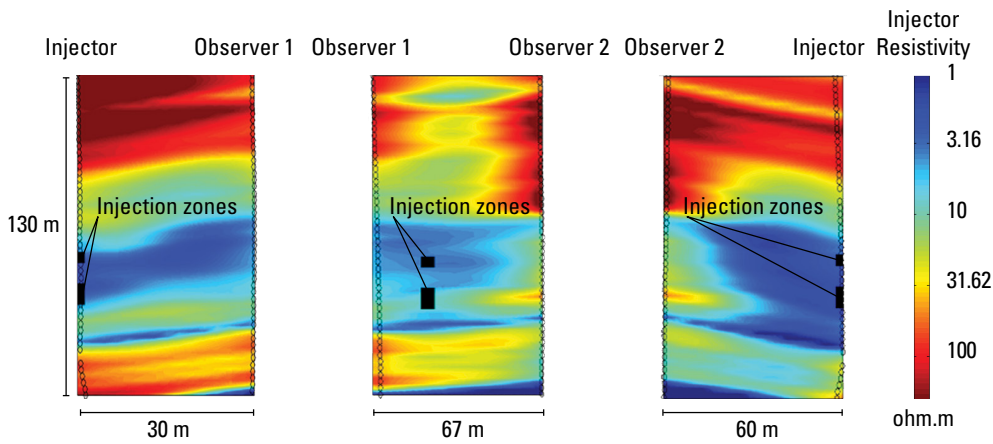 Injector
Observer 1
Observer 1
Observer 2
Observer 2
Injector
Injector
Resistivity
1
3.16
10
31.62
100
ohm.m
130 m
Injection zones
Injection zones
Injection zones
30 m
67 m
60 m